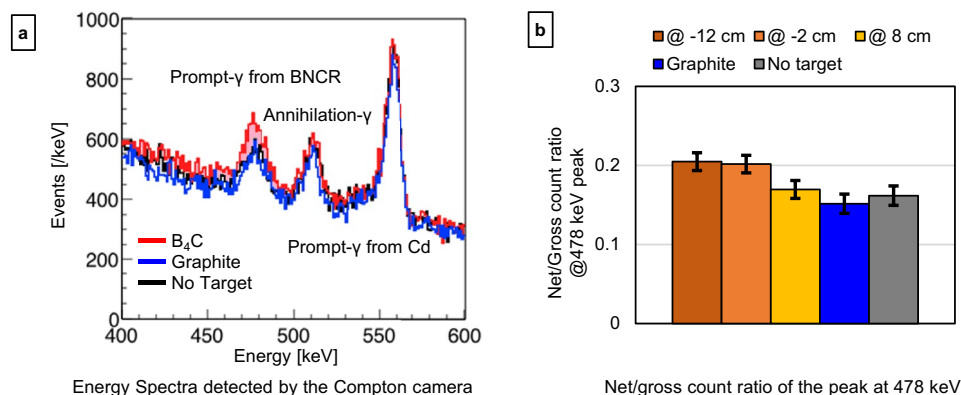 a
1000
800
600
400
200
0
Events [/keV]
Prompt-γ from BNCR
Annihilation-γ
Prompt-γ from Cd
B₄C
Graphite
No Target
400 450 500 550 600
Energy [keV]
Energy Spectra detected by the Compton camera
b
@ -12 cm @ -2 cm @ 8 cm
Graphite No target
0.3
0.2
0.1
0
Net/Gross count ratio
@478 keV peak
Net/gross count ratio of the peak at 478 keV